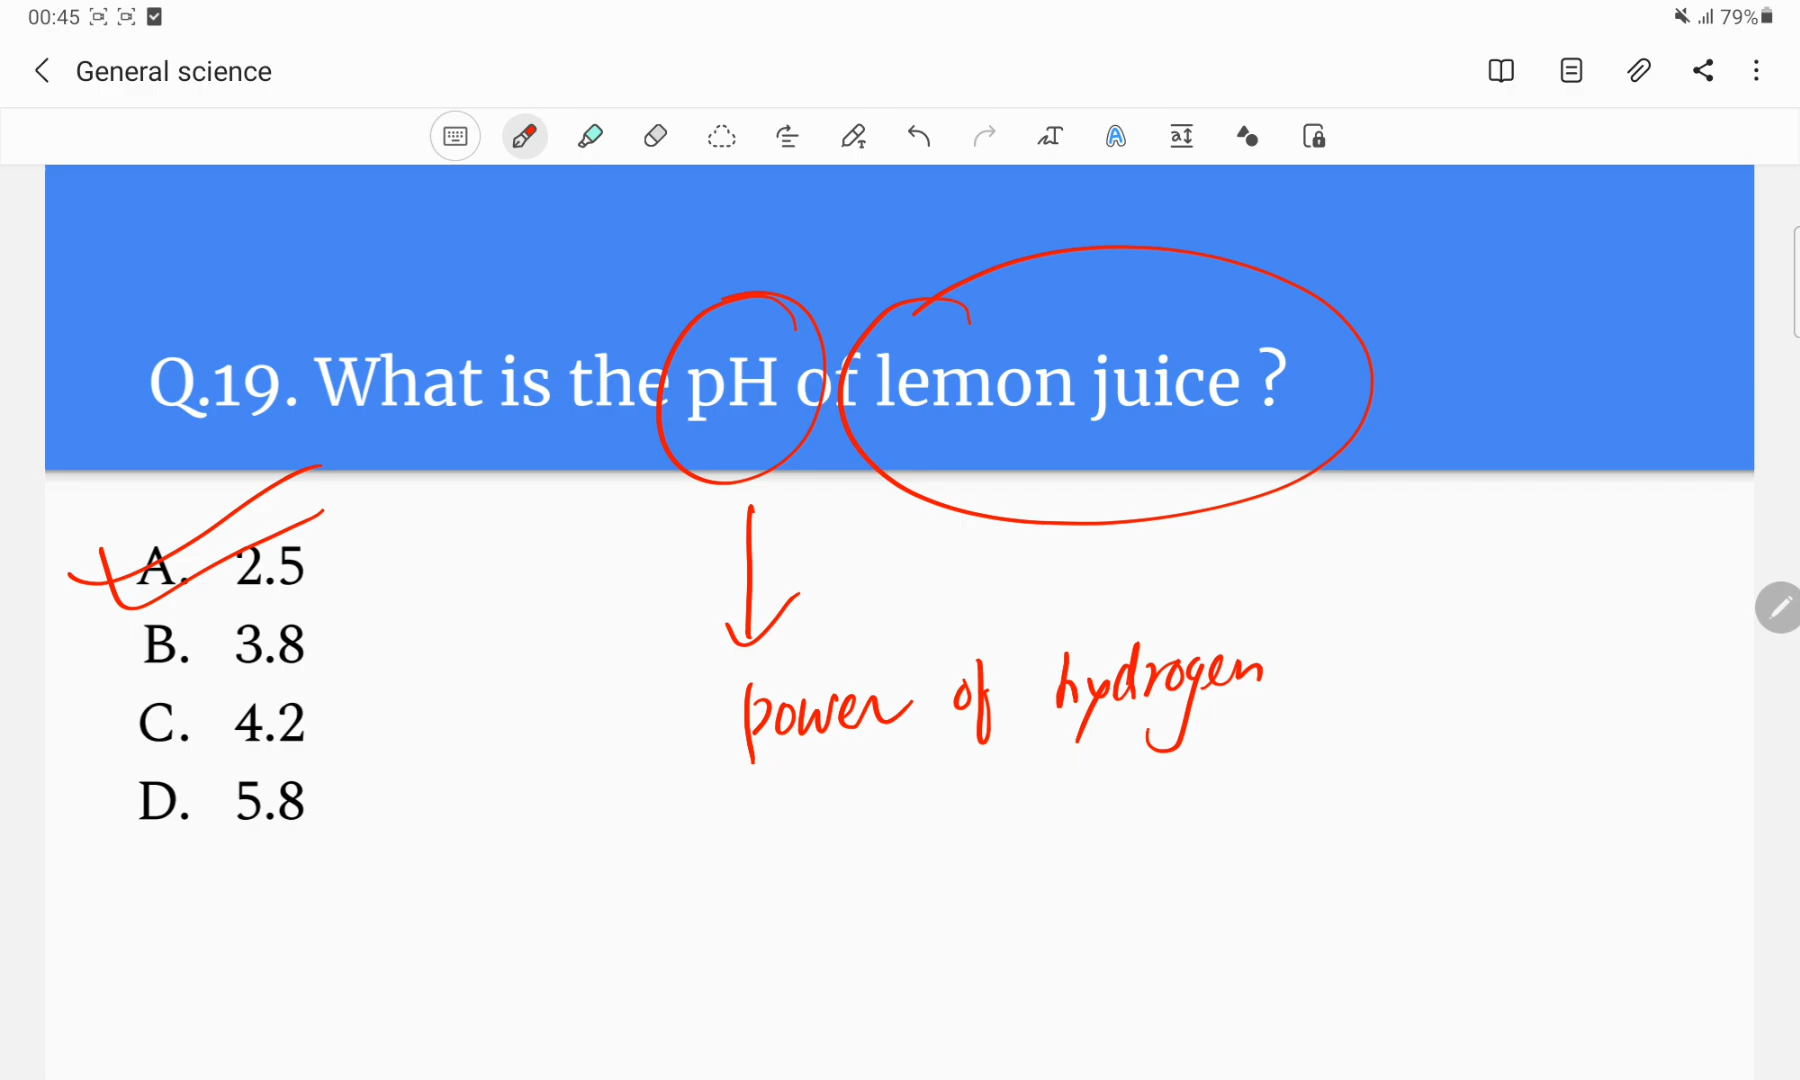 00:45
79%
General science
Q.19. What is the pH of lemon juice ?
A. 2.5
B. 3.8
C. 4.2
D. 5.8
power of hydrogen